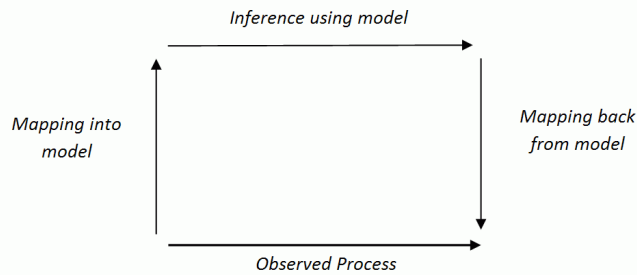 Inference using model
Mapping into
model
Mapping back
from model
Observed Process